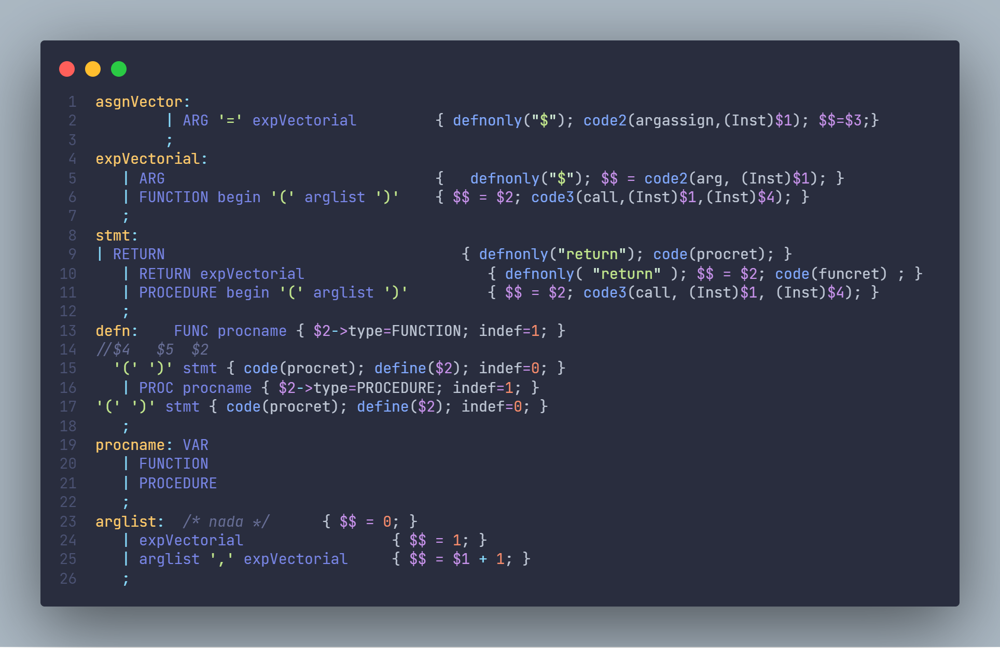 1 asgnVector:
2 | ARG '=' expVectorial { defnonly("$"); code2(argassign,(Inst)$1); $$=$3;}
3 ;
4 expVectorial:
5 | ARG { defnonly("$"); $$ = code2(arg, (Inst)$1); }
6 | FUNCTION begin '(' arglist ')' { $$ = $2; code3(call,(Inst)$1,(Inst)$4); }
7 ;
8 stmt:
9 | RETURN { defnonly("return"); code(procret); }
10 | RETURN expVectorial { defnonly( "return" ); $$ = $2; code(funcret) ; }
11 | PROCEDURE begin '(' arglist ')' { $$ = $2; code3(call, (Inst)$1, (Inst)$4); }
12 ;
13 defn: FUNC procname { $2->type=FUNCTION; indef=1; }
14 //$4 $5 $2
15 '(' ')' stmt { code(procret); define($2); indef=0; }
16 | PROC procname { $2->type=PROCEDURE; indef=1; }
17 '(' ')' stmt { code(procret); define($2); indef=0; }
18 ;
19 procname: VAR
20 | FUNCTION
21 | PROCEDURE
22 ;
23 arglist: /* nada */ { $$ = 0; }
24 | expVectorial { $$ = 1; }
25 | arglist ',' expVectorial { $$ = $1 + 1; }
26 ;